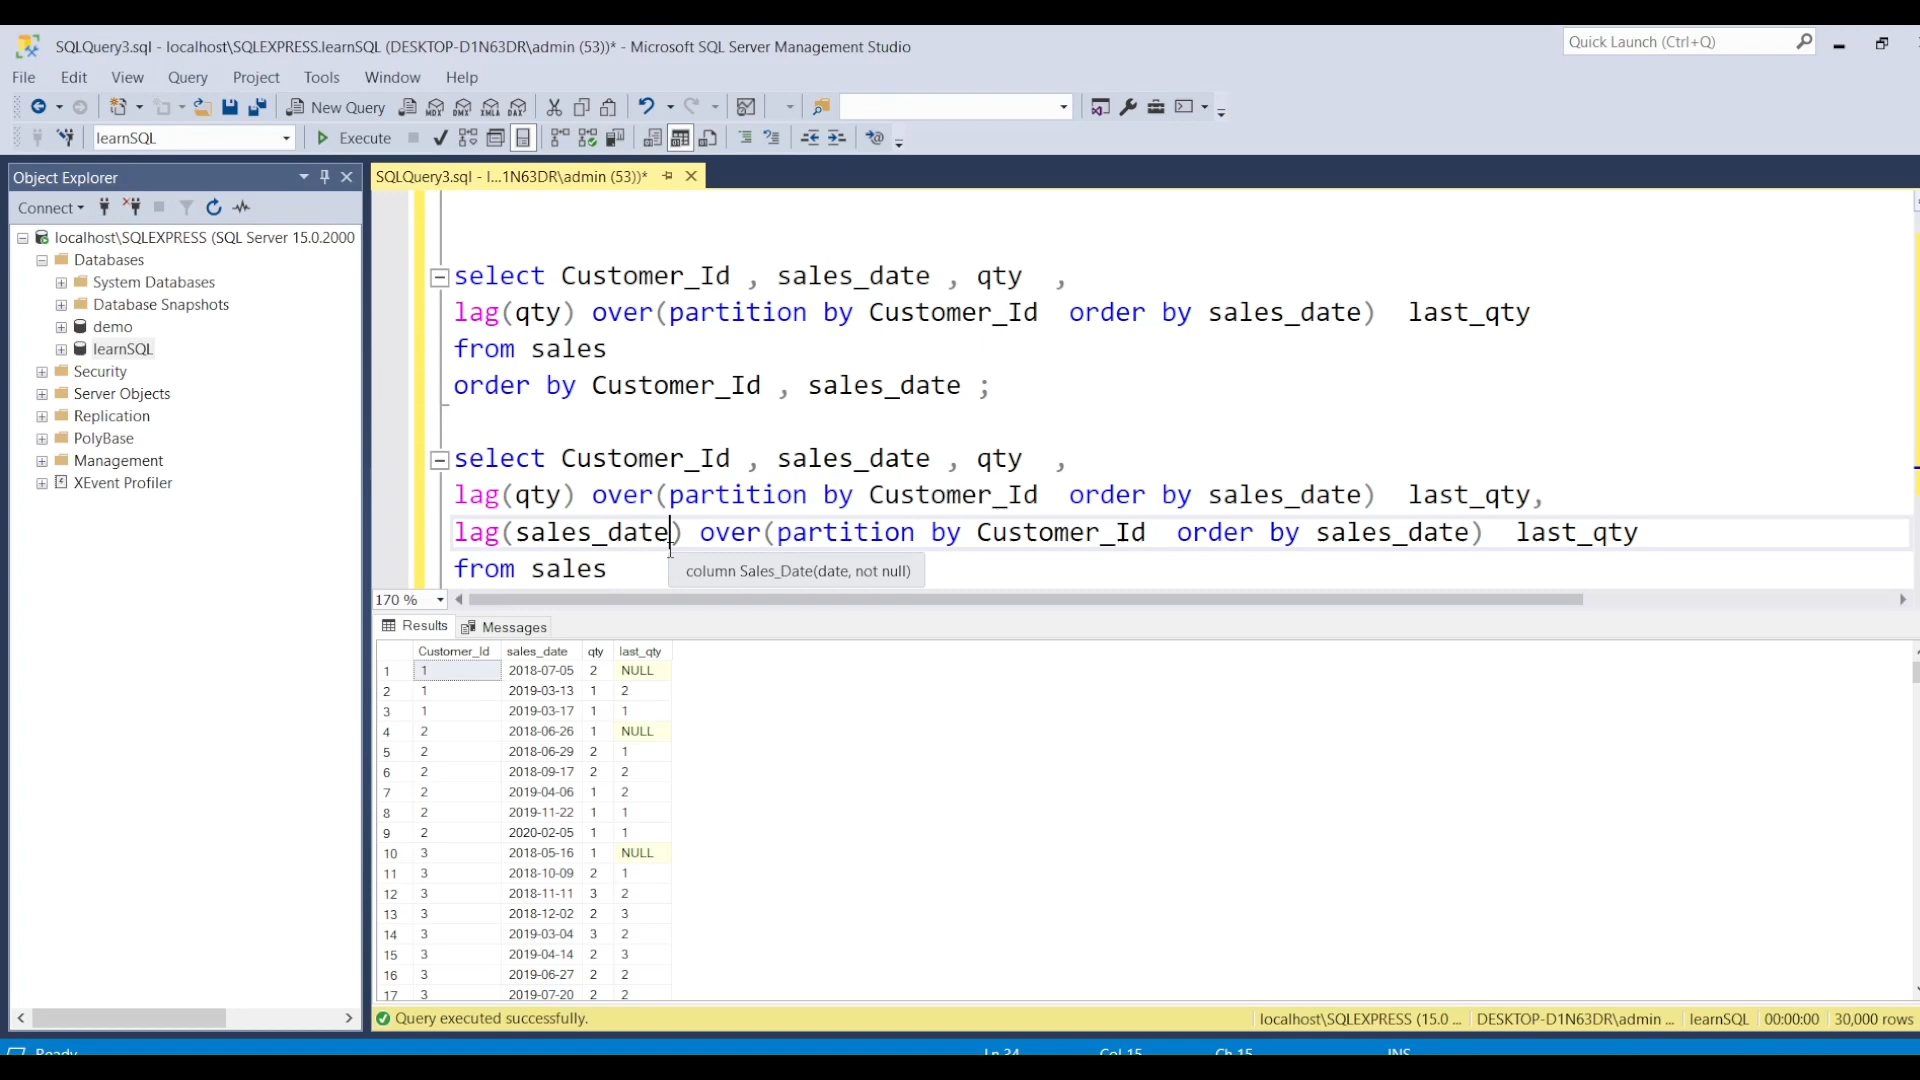 SQLQuery3.sql - localhost\SQLEXPRESS.learnSQL (DESKTOP-D1N63DR\admin (53))* - Microsoft SQL Server Management Studio
Quick Launch (Ctrl+Q)
File Edit View Query Project Tools Window Help
New Query
learnSQL Execute
Object Explorer
SQLQuery3.sql - l...1N63DR\admin (53))*
Connect
localhost\SQLEXPRESS (SQL Server 15.0.2000
Databases
System Databases
Database Snapshots
demo
learnSQL
Security
Server Objects
Replication
PolyBase
Management
XEvent Profiler
select Customer_Id , sales_date , qty ,
lag(qty) over(partition by Customer_Id order by sales_date) last_qty
from sales
order by Customer_Id , sales_date ;
select Customer_Id , sales_date , qty ,
lag(qty) over(partition by Customer_Id order by sales_date) last_qty,
lag(sales_date) over(partition by Customer_Id order by sales_date) last_qty
from sales
column Sales_Date(date, not null)
170 %
Results Messages
Customer_Id sales_date qty last_qty
1 1 2018-07-05 2 NULL
2 1 2019-03-13 1 2
3 1 2019-03-17 1 1
4 2 2018-06-26 1 NULL
5 2 2018-06-29 2 1
6 2 2018-09-17 2 2
7 2 2019-04-06 1 2
8 2 2019-11-22 1 1
9 2 2020-02-05 1 1
10 3 2018-05-16 1 NULL
11 3 2018-10-09 2 1
12 3 2018-11-11 3 2
13 3 2018-12-02 2 3
14 3 2019-03-04 3 2
15 3 2019-04-14 2 3
16 3 2019-06-27 2 2
17 3 2019-07-20 2 2
Query executed successfully.
localhost\SQLEXPRESS (15.0 ... DESKTOP-D1N63DR\admin ... learnSQL 00:00:00 30,000 rows
Ready Ln 34 Col 15 Ch 15 INS